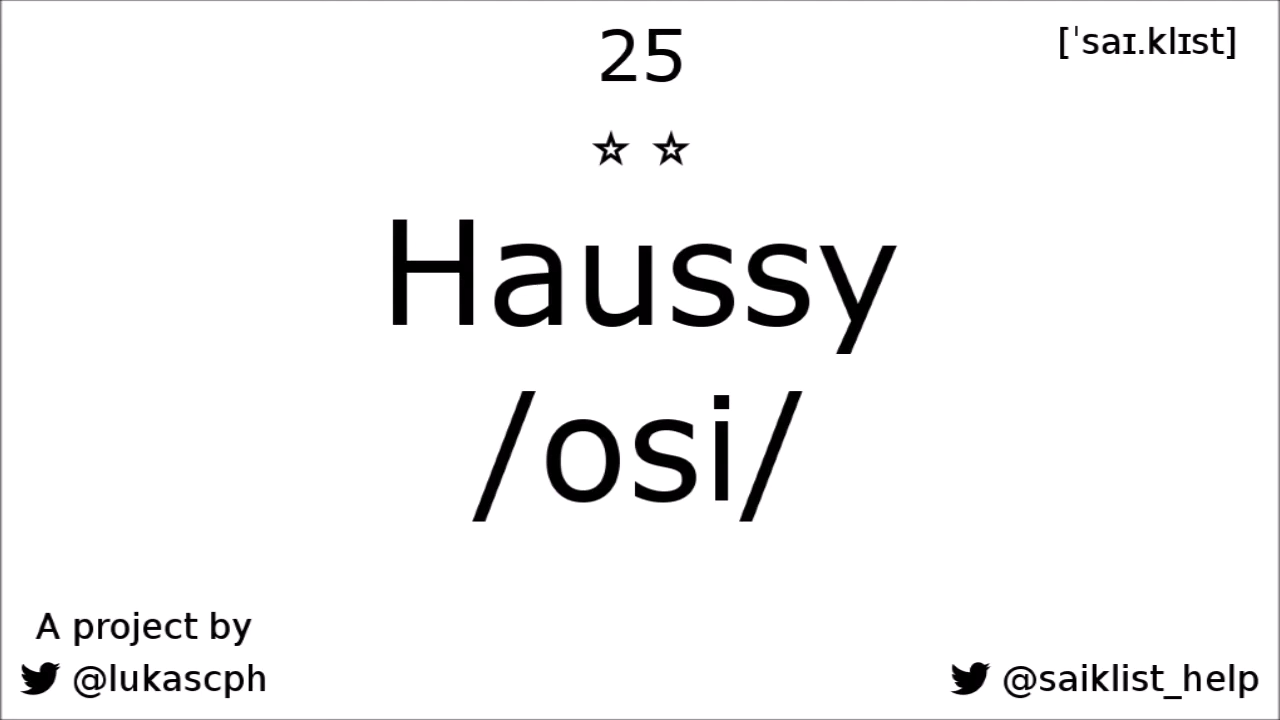 25
[ˈsaɪ.klɪst]
☆ ☆
Haussy
/osi/
A project by
@lukascph
@saiklist_help